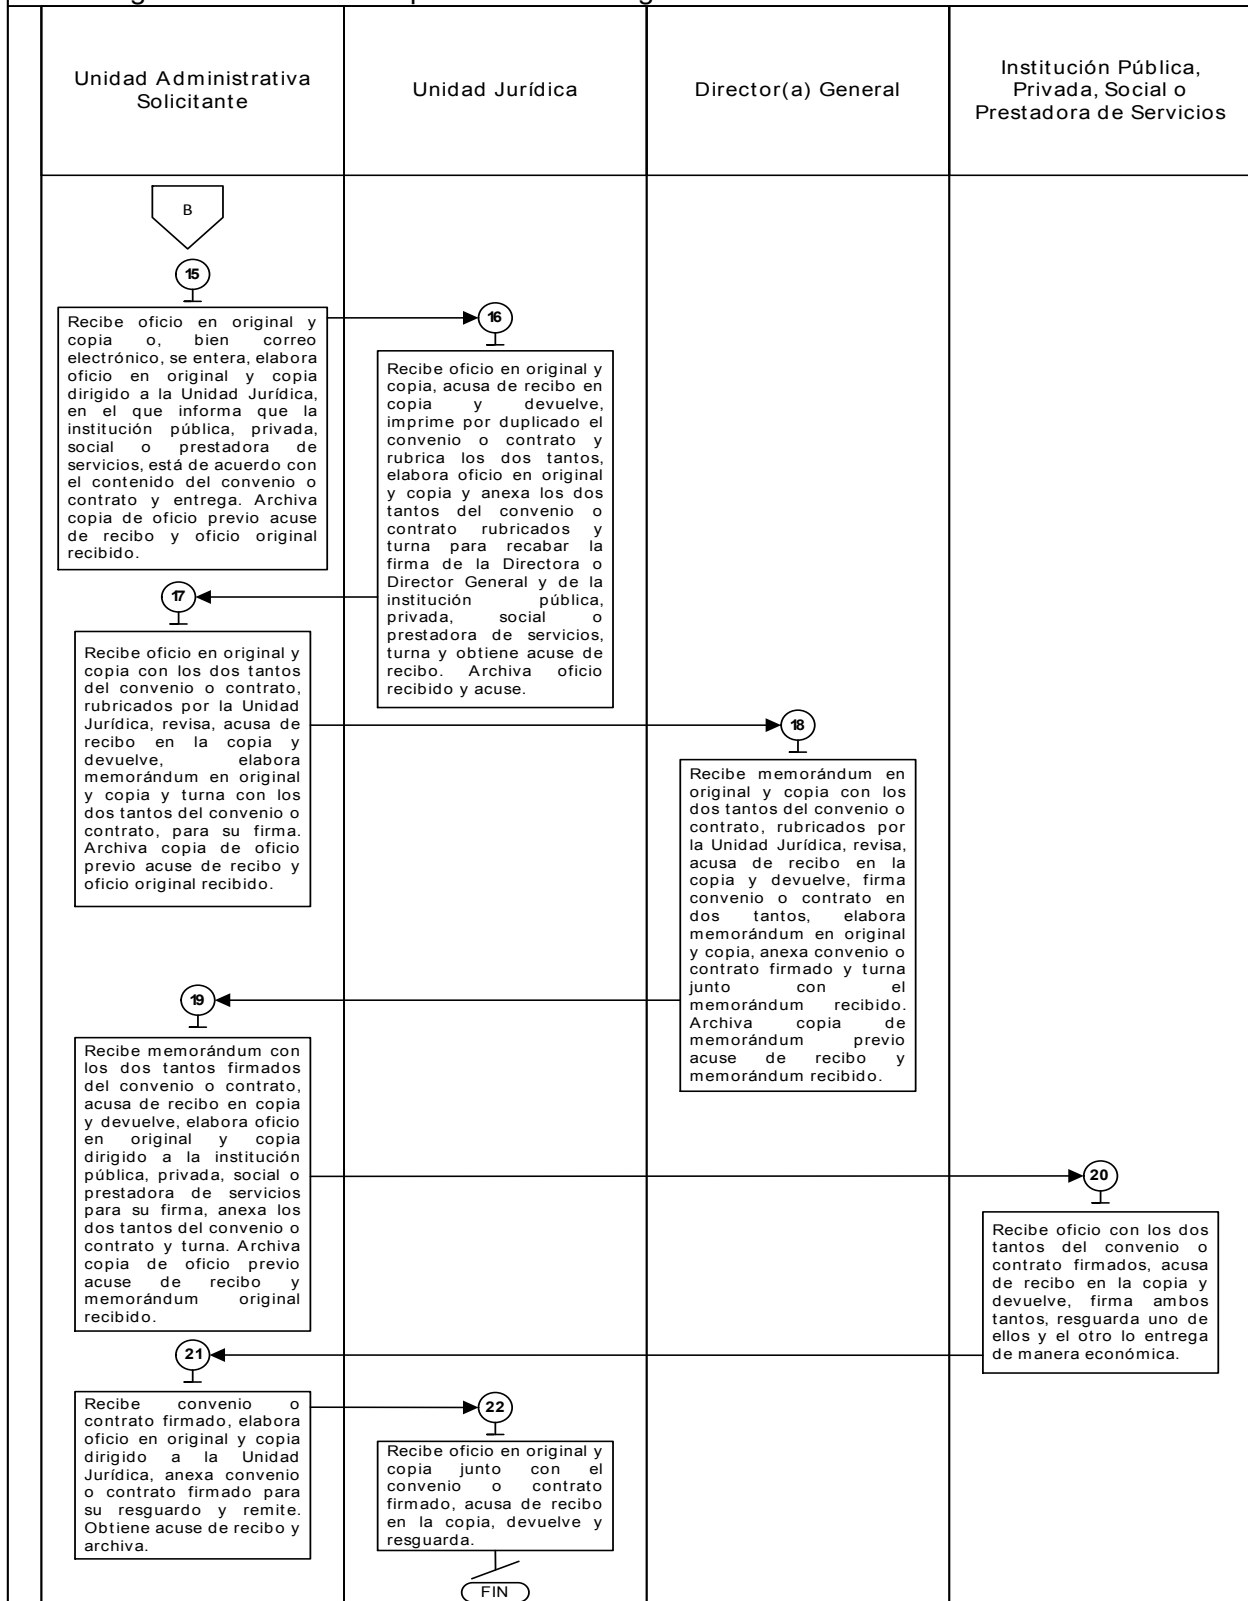 Unidad Administrativa
Solicitante
Unidad Jurídica
Director(a) General
Institución Pública,
Privada, Social o
Prestadora de Servicios
B
15
Recibe oficio en original y
copia o, bien correo
electrónico, se entera, elabora
oficio en original y copia
dirigido a la Unidad Jurídica,
en el que informa que la
institución pública, privada,
social o prestadora de
servicios, está de acuerdo con
el contenido del convenio o
contrato y entrega. Archiva
copia de oficio previo acuse
de recibo y oficio original
recibido.
16
Recibe oficio en original y
copia, acusa de recibo en
copia y devuelve,
imprime por duplicado el
convenio o contrato y
rubrica los dos tantos,
elabora oficio en original
y copia y anexa los dos
tantos del convenio o
contrato rubricados y
turna para recabar la
firma de la Directora o
Director General y de la
institución pública,
privada, social o
prestadora de servicios,
turna y obtiene acuse de
recibo. Archiva oficio
recibido y acuse.
17
Recibe oficio en original y
copia con los dos tantos
del convenio o contrato,
rubricados por la Unidad
Jurídica, revisa, acusa de
recibo en la copia y
devuelve, elabora
memorándum en original
y copia y turna con los
dos tantos del convenio o
contrato, para su firma.
Archiva copia de oficio
previo acuse de recibo y
oficio original recibido.
18
Recibe memorándum en
original y copia con los
dos tantos del convenio o
contrato, rubricados por
la Unidad Jurídica, revisa,
acusa de recibo en la
copia y devuelve, firma
convenio o contrato en
dos tantos, elabora
memorándum en original
y copia, anexa convenio o
contrato firmado y turna
junto con el
memorándum recibido.
Archiva copia de
memorándum previo
acuse de recibo y
memorándum recibido.
19
Recibe memorándum con
los dos tantos firmados
del convenio o contrato,
acusa de recibo en copia
y devuelve, elabora oficio
en original y copia
dirigido a la institución
pública, privada, social o
prestadora de servicios
para su firma, anexa los
dos tantos del convenio o
contrato y turna. Archiva
copia de oficio previo
acuse de recibo y
memorándum original
recibido.
20
Recibe oficio con los dos
tantos del convenio o
contrato firmados, acusa
de recibo en la copia y
devuelve, firma ambos
tantos, resguarda uno de
ellos y el otro lo entrega
de manera económica.
21
Recibe convenio o
contrato firmado, elabora
oficio en original y copia
dirigido a la Unidad
Jurídica, anexa convenio
o contrato firmado para
su resguardo y remite.
Obtiene acuse de recibo y
archiva.
22
Recibe oficio en original y
copia junto con el
convenio o contrato
firmado, acusa de recibo
en la copia, devuelve y
resguarda.
FIN